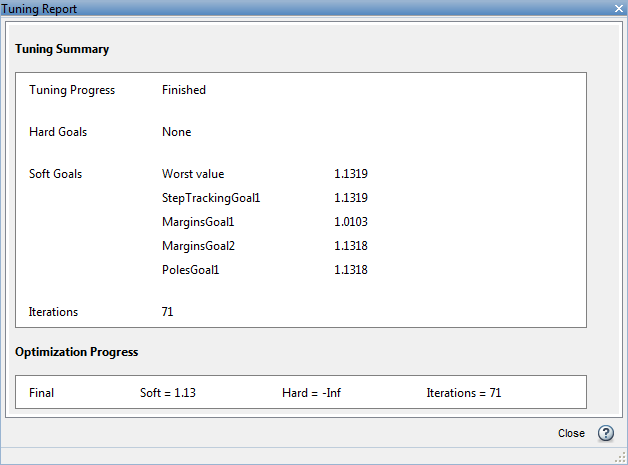 Tuning Report
Tuning Summary
Tuning Progress Finished
Hard Goals None
Soft Goals Worst value 1.1319
StepTrackingGoal1 1.1319
MarginsGoal1 1.0103
MarginsGoal2 1.1318
PolesGoal1 1.1318
Iterations 71
Optimization Progress
Final Soft = 1.13 Hard = -Inf Iterations = 71
Close ?